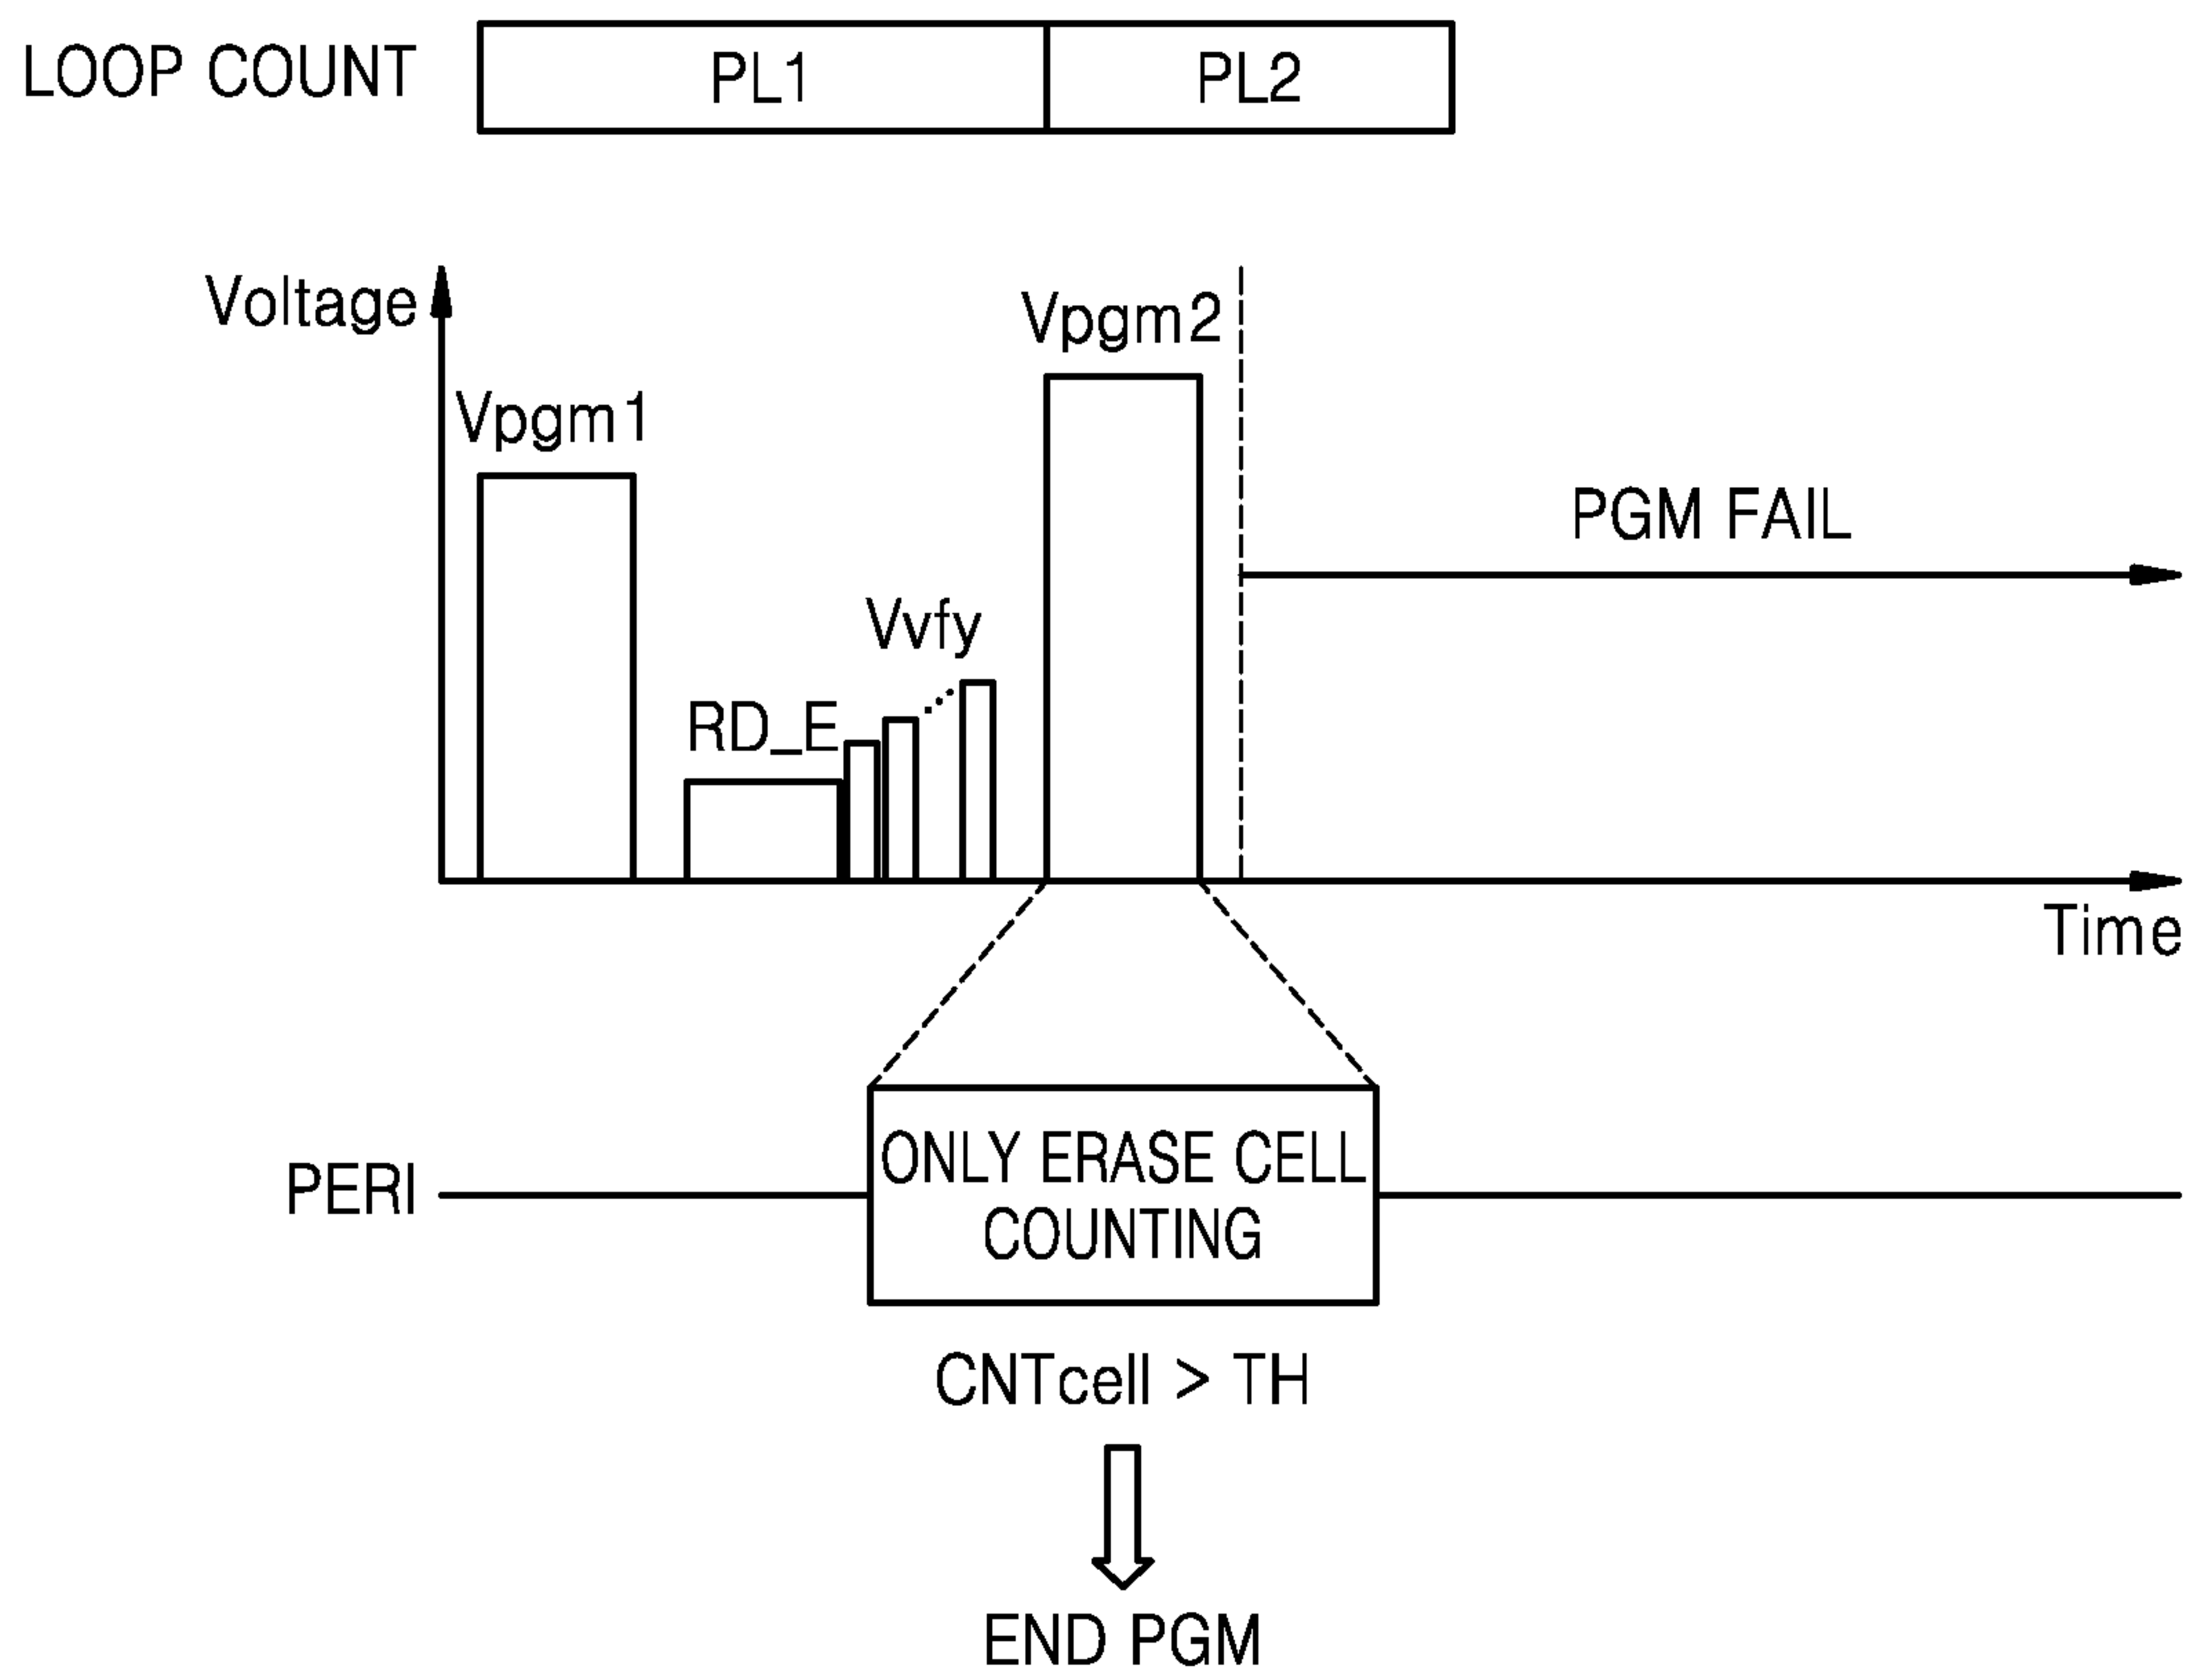 LOOP COUNT
PL1
PL2
Voltage
Vpgm1
Vpgm2
PGM FAIL
Vvfy
RD_E
Time
PERI
ONLY ERASE CELL
COUNTING
CNTcell > TH
END PGM